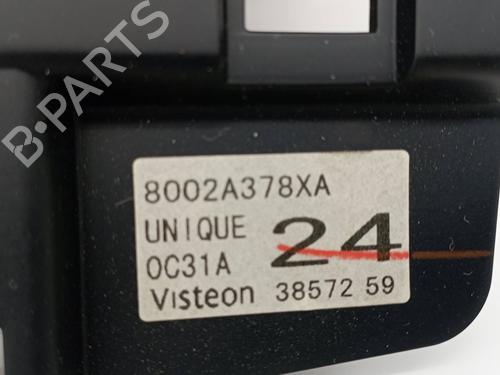 B-PARTS
8002A378XA
UNIQUE
0C31A
24
Visteon 38572 59